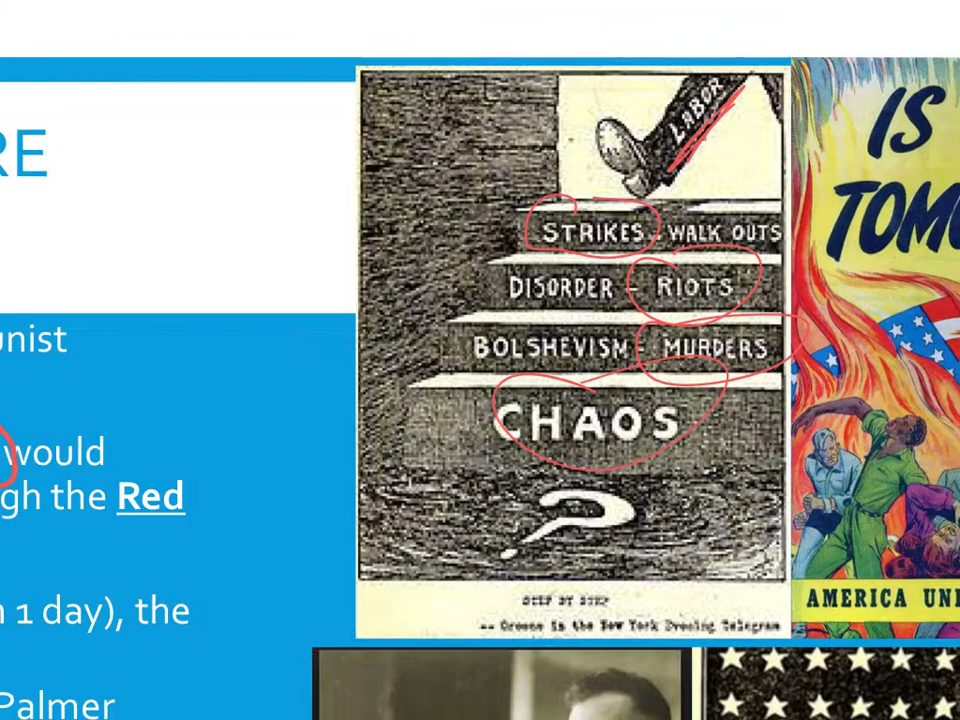 RE
unist
would
gh the Red
n 1 day), the
Palmer
LABOR
STRIKES - WALK OUTS
DISORDER - RIOTS
BOLSHEVISM - MURDERS
CHAOS
?
STEP BY STEP
-- Greene in the New York Evening Telegram
IS
TOMO
AMERICA UN